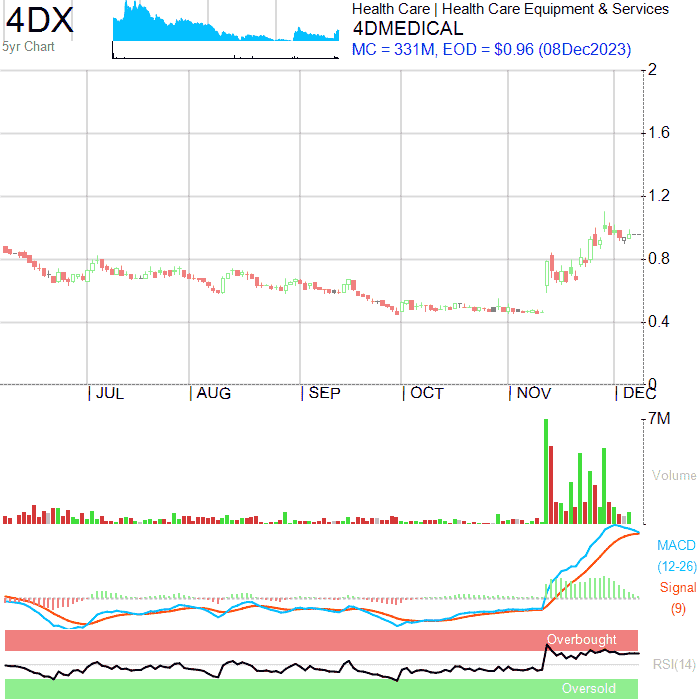 4DX
5yr Chart
Health Care | Health Care Equipment & Services
4DMEDICAL
MC = 331M, EOD = $0.96 (08Dec2023)
2
1.6
1.2
0.8
0.4
0
JUL AUG SEP OCT NOV DEC
7M
Volume
MACD
(12-26)
Signal
(9)
Overbought
RSI(14)
Oversold